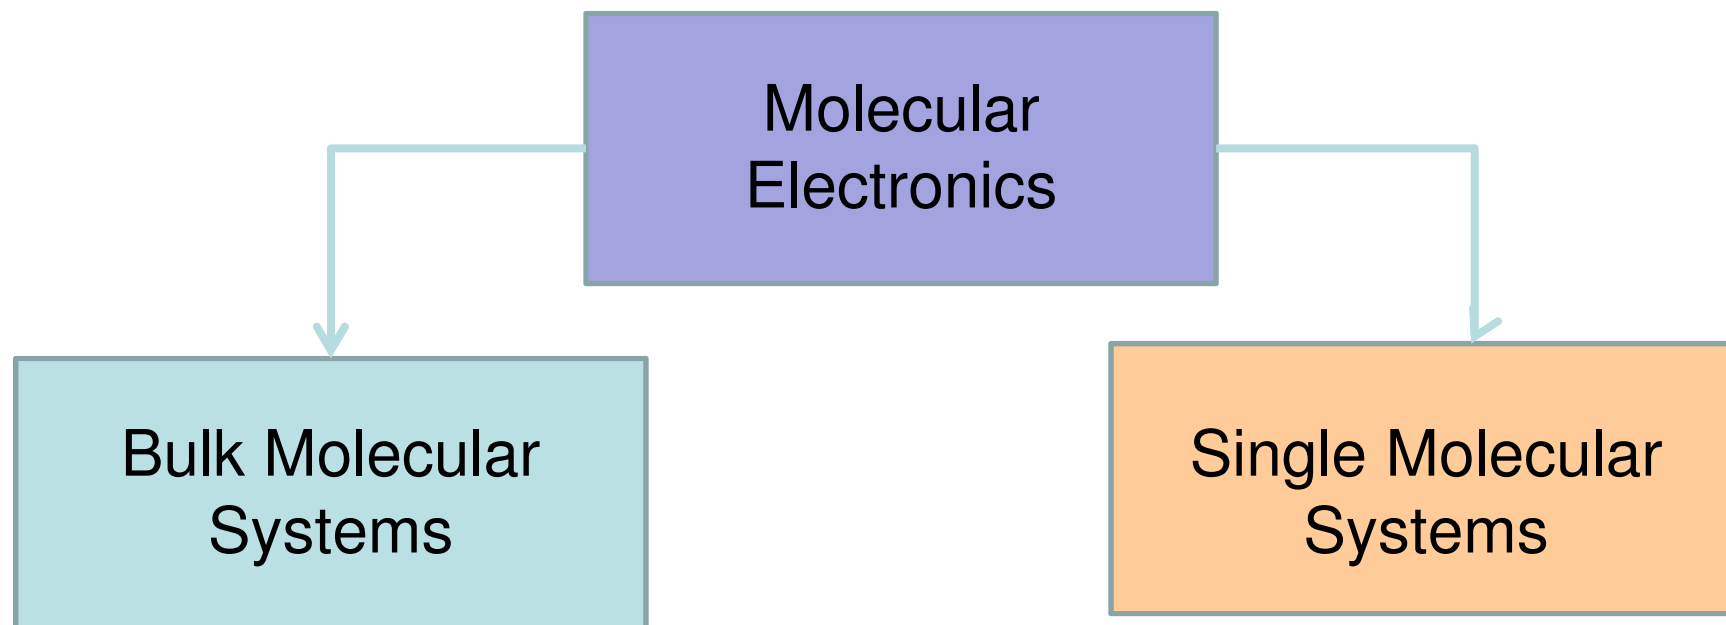 Molecular
Electronics
Bulk Molecular
Systems
Single Molecular
Systems